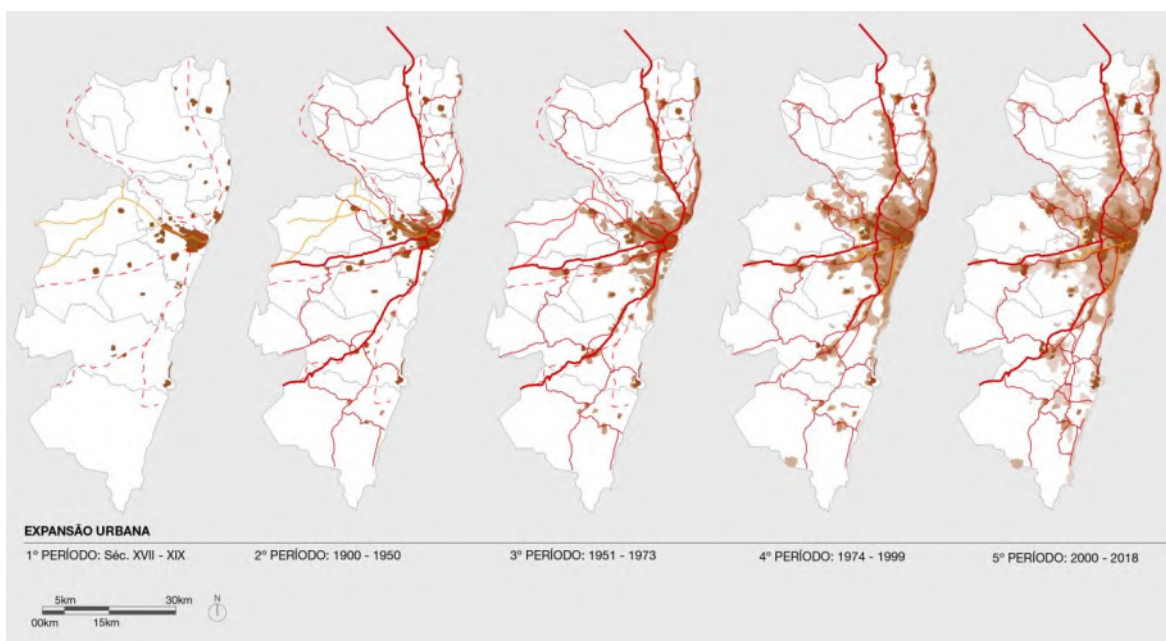 EXPANSÃO URBANA
1º PERÍODO: Séc. XVII - XIX
2º PERÍODO: 1900 - 1950
3º PERÍODO: 1951 - 1973
4º PERÍODO: 1974 - 1999
5º PERÍODO: 2000 - 2018
5km 30km
00km 15km
N